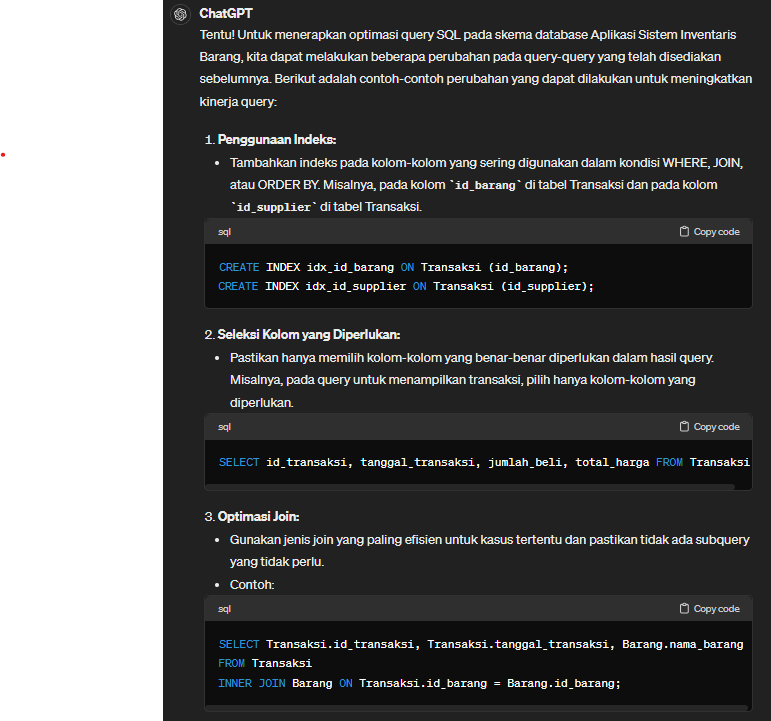 ChatGPT
Tentu! Untuk menerapkan optimasi query SQL pada skema database Aplikasi Sistem Inventaris
Barang, kita dapat melakukan beberapa perubahan pada query-query yang telah disediakan
sebelumnya. Berikut adalah contoh-contoh perubahan yang dapat dilakukan untuk meningkatkan
kinerja query:
1. Penggunaan Indeks:
• Tambahkan indeks pada kolom-kolom yang sering digunakan dalam kondisi WHERE, JOIN,
atau ORDER BY. Misalnya, pada kolom `id_barang` di tabel Transaksi dan pada kolom
`id_supplier` di tabel Transaksi.
sql Copy code
CREATE INDEX idx_id_barang ON Transaksi (id_barang);
CREATE INDEX idx_id_supplier ON Transaksi (id_supplier);
2. Seleksi Kolom yang Diperlukan:
• Pastikan hanya memilih kolom-kolom yang benar-benar diperlukan dalam hasil query.
Misalnya, pada query untuk menampilkan transaksi, pilih hanya kolom-kolom yang
diperlukan.
sql Copy code
SELECT id_transaksi, tanggal_transaksi, jumlah_beli, total_harga FROM Transaksi
3. Optimasi Join:
• Gunakan jenis join yang paling efisien untuk kasus tertentu dan pastikan tidak ada subquery
yang tidak perlu.
• Contoh:
sql Copy code
SELECT Transaksi.id_transaksi, Transaksi.tanggal_transaksi, Barang.nama_barang
FROM Transaksi
INNER JOIN Barang ON Transaksi.id_barang = Barang.id_barang;